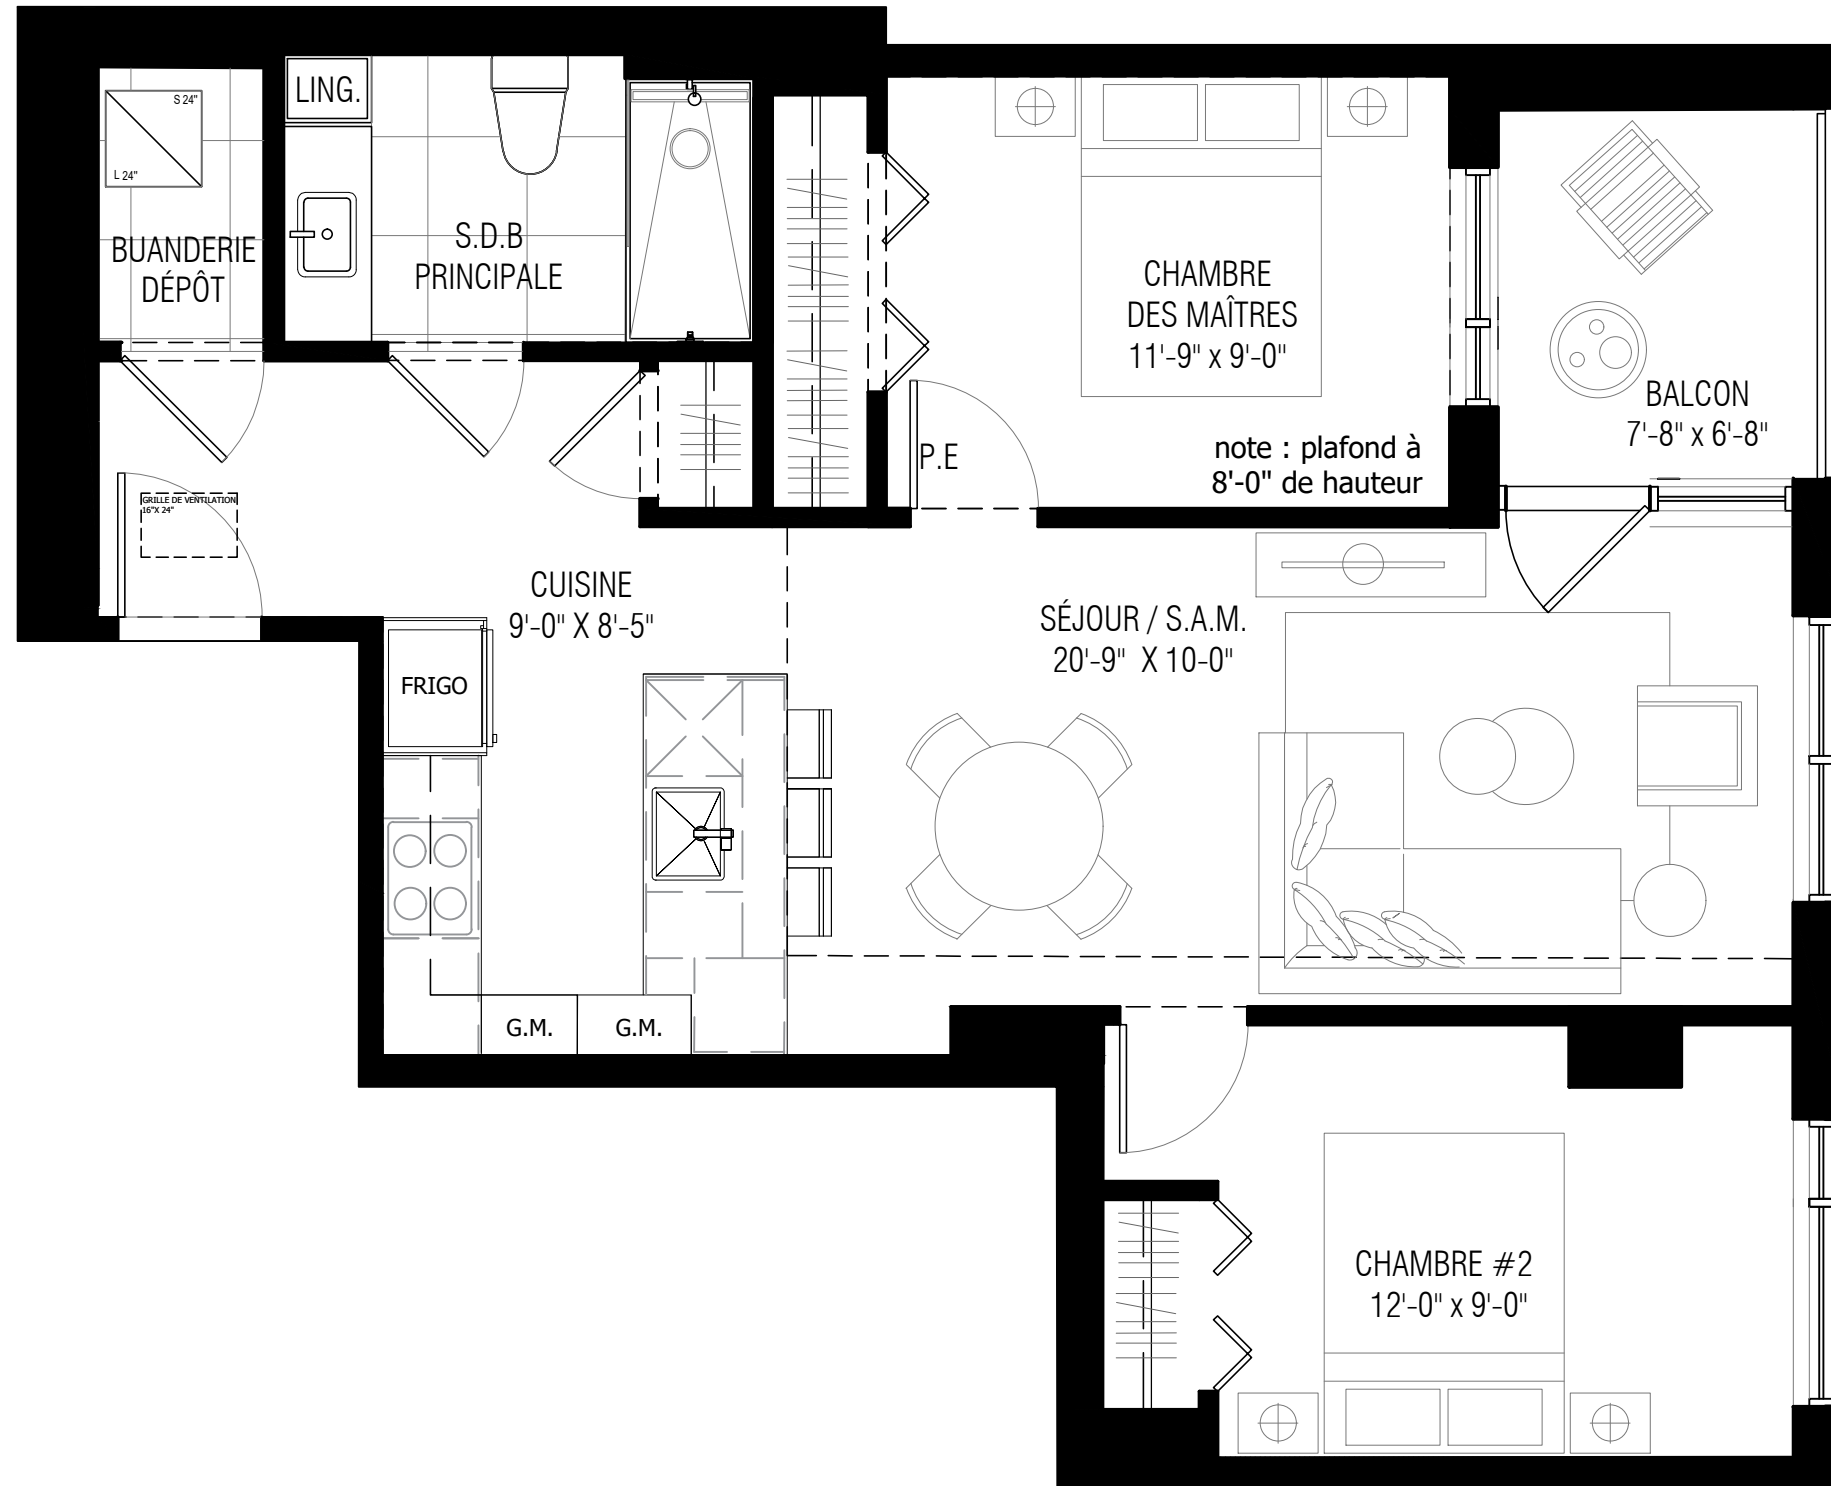 LING.
S 24"
L 24"
BUANDERIE
DÉPÔT
S.D.B
PRINCIPALE
CHAMBRE
DES MAÎTRES
11'-9" x 9'-0"
BALCON
7'-8" x 6'-8"
note : plafond à
8'-0" de hauteur
P.E
GRILLE DE VENTILATION
16"X 24"
CUISINE
9'-0" X 8'-5"
SÉJOUR / S.A.M.
20'-9" X 10-0"
FRIGO
G.M.
G.M.
CHAMBRE #2
12'-0" x 9'-0"